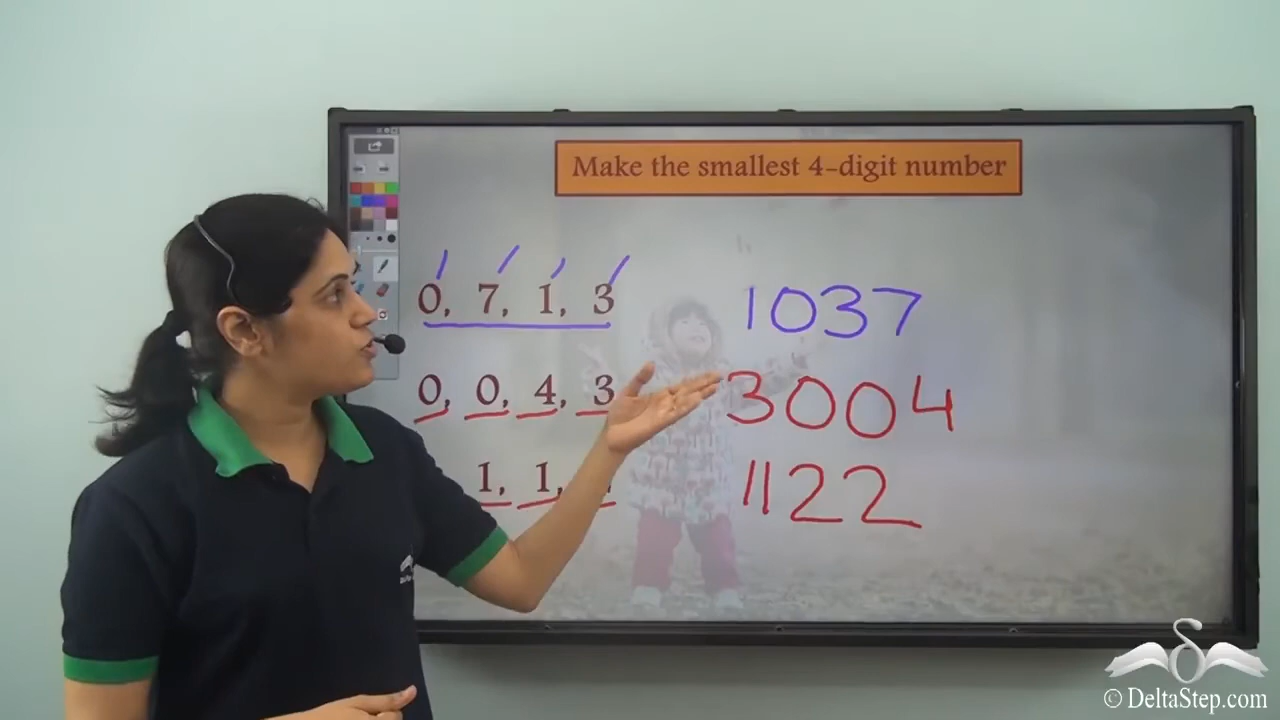 Make the smallest 4-digit number
0, 7, 1, 3 1037
0, 0, 4, 3 3004
1, 1, 1122
© DeltaStep.com